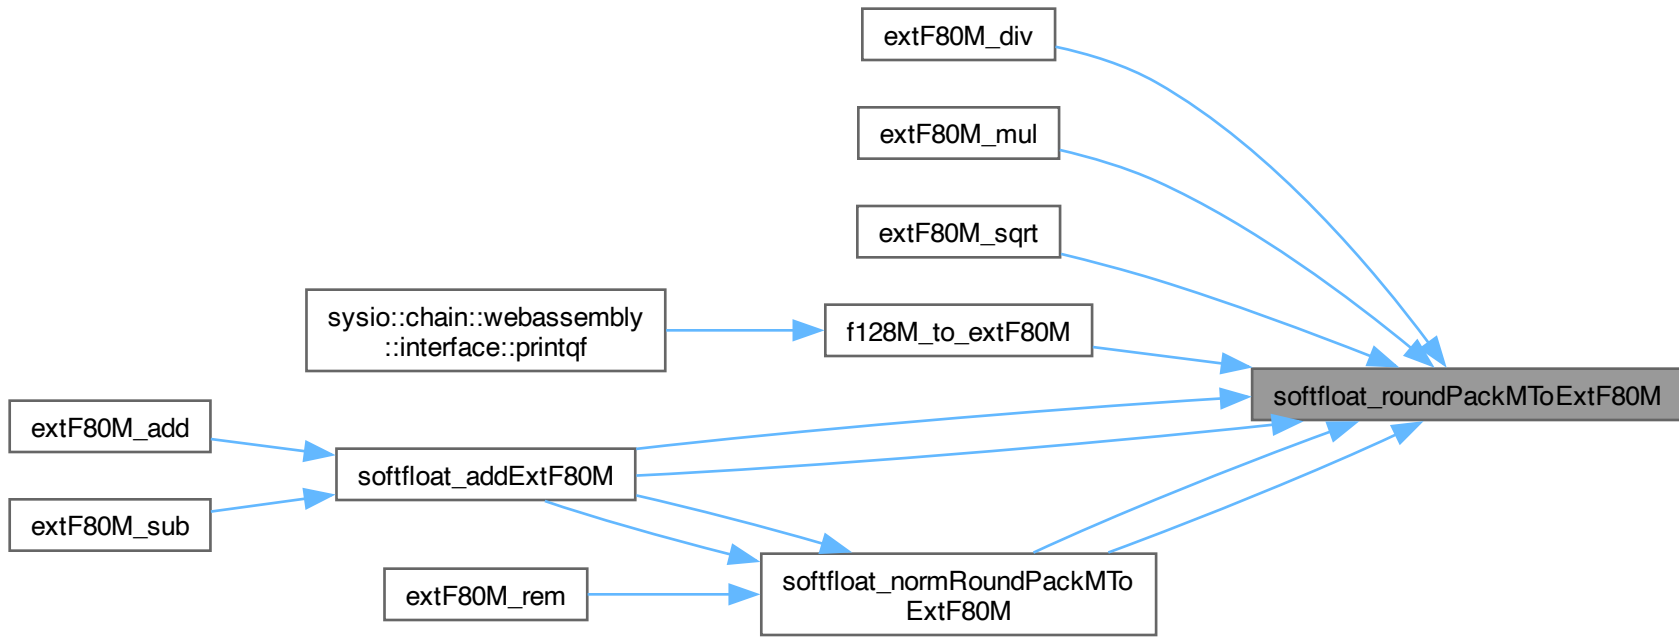 extF80M_div
extF80M_mul
extF80M_sqrt
sysio::chain::webassembly
::interface::printqf
f128M_to_extF80M
softfloat_roundPackMToExtF80M
extF80M_add
softfloat_addExtF80M
extF80M_sub
extF80M_rem
softfloat_normRoundPackMTo
ExtF80M